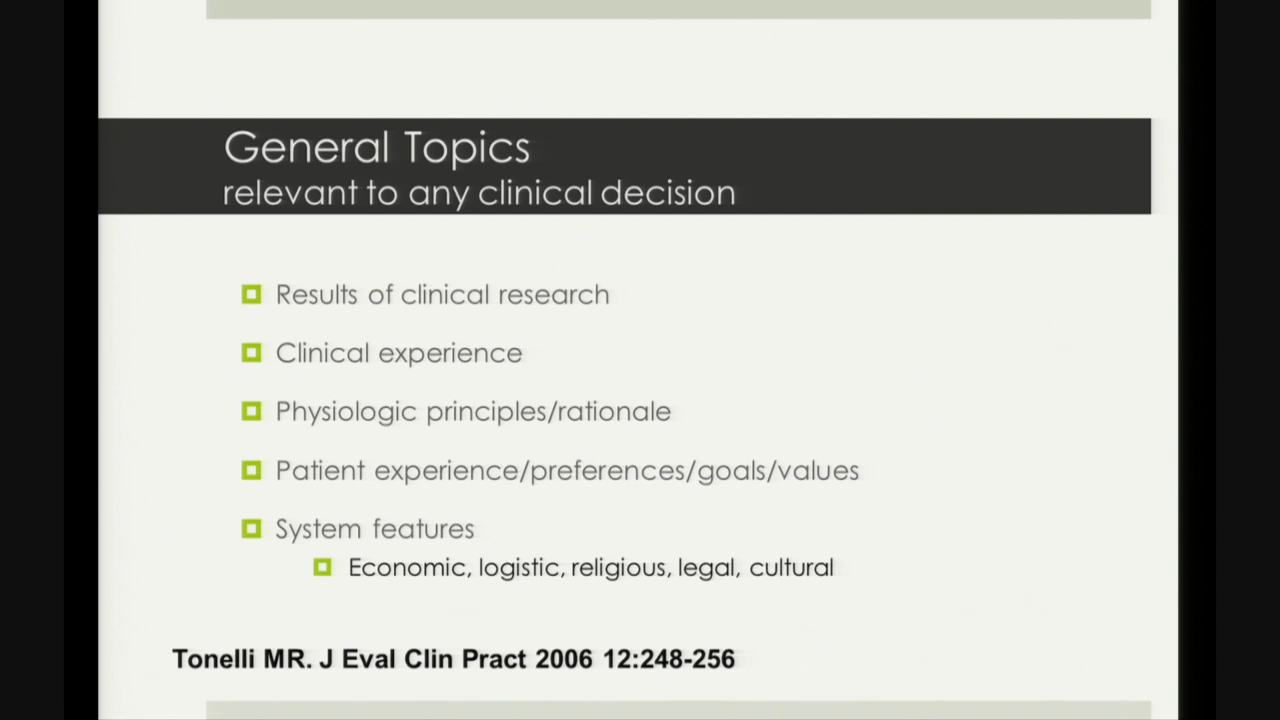 General Topics
relevant to any clinical decision
Results of clinical research
Clinical experience
Physiologic principles/rationale
Patient experience/preferences/goals/values
System features
Economic, logistic, religious, legal, cultural
Tonelli MR. J Eval Clin Pract 2006 12:248-256